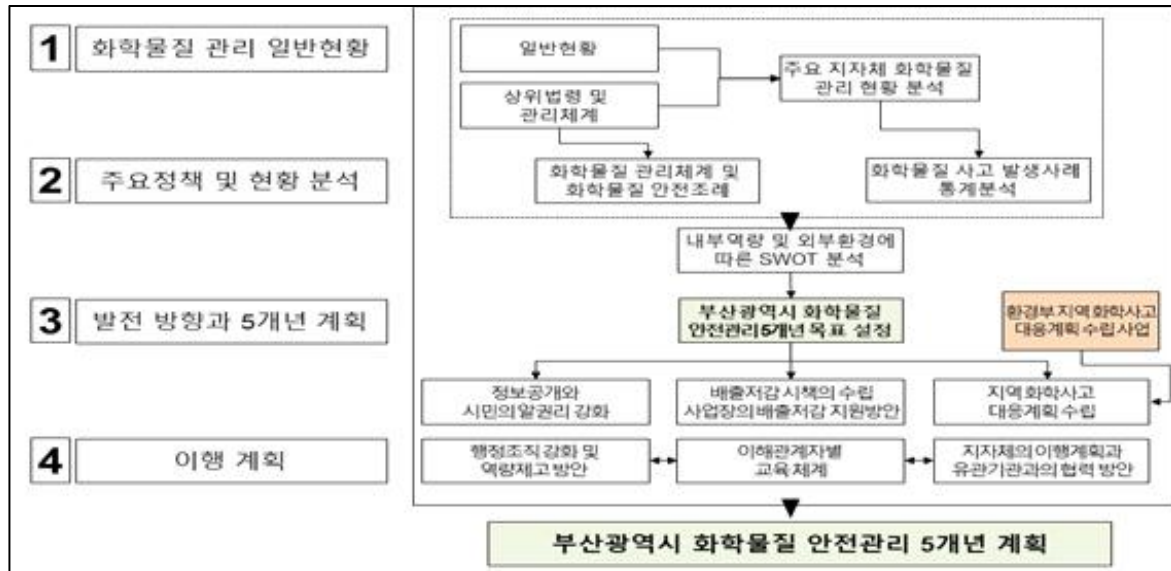 1
화학물질 관리 일반현황
2
주요정책 및 현황 분석
3
발전 방향과 5개년 계획
4
이행 계획
일반현황
상위법령 및
관리체계
주요 지자체 화학물질
관리 현황 분석
화학물질 관리체계 및
화학물질 안전조례
화학물질 사고 발생사례
통계분석
내부역량 및 외부환경에
따른 SWOT 분석
부산광역시 화학물질
안전관리5개년 목표 설정
환경부 지역 화학사고
대응계획 수립 사업
정보공개와
시민의 알권리 강화
배출저감 시책의 수립
사업장의 배출저감 지원방안
지역 화학사고
대응계획 수립
행정조직 강화 및
역량제고 방안
이해관계자별
교육 체계
지자체의 이행계획과
유관기관과의 협력 방안
부산광역시 화학물질 안전관리 5개년 계획